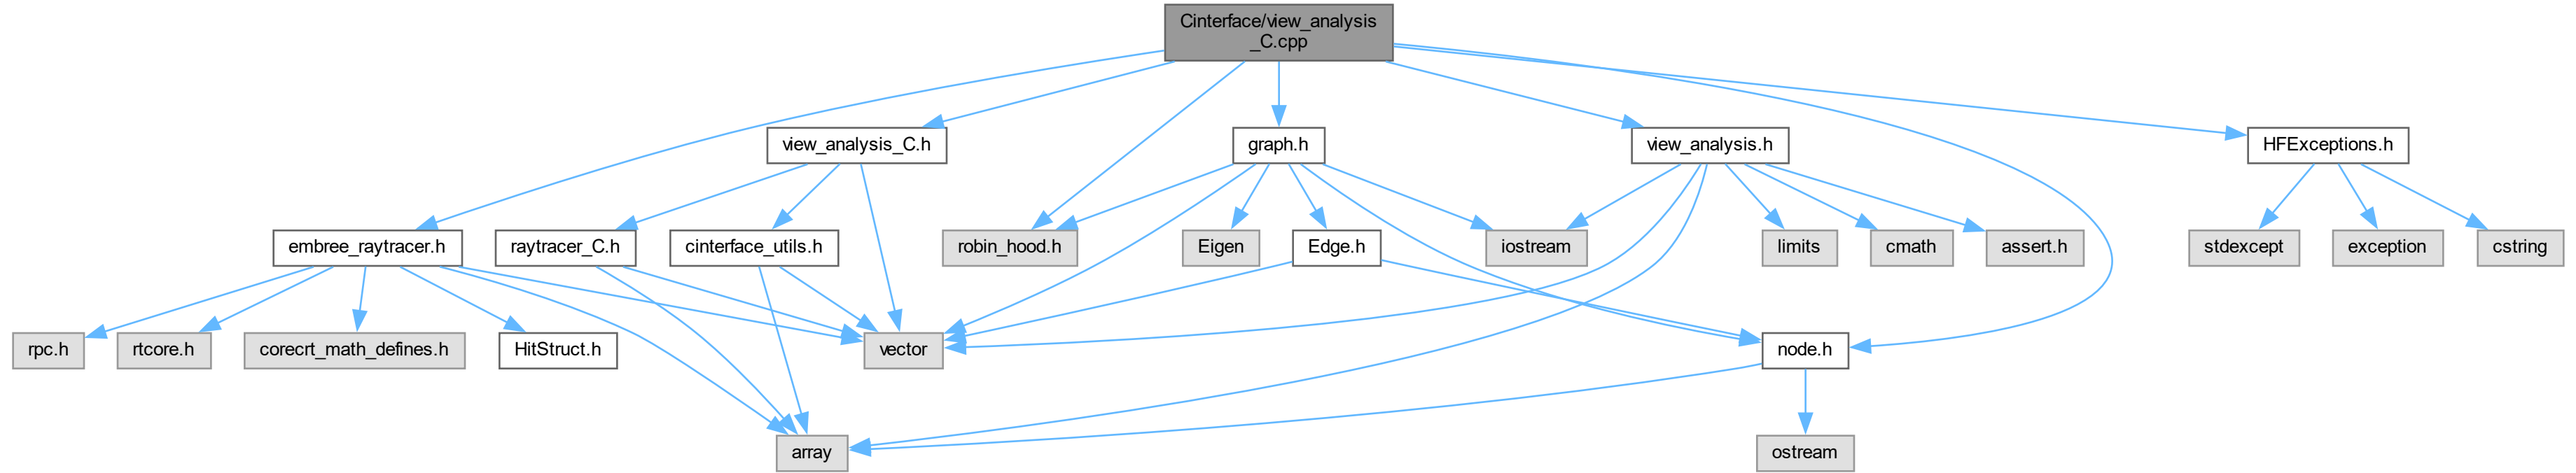 Cinterface/view_analysis
_C.cpp
view_analysis_C.h
graph.h
view_analysis.h
HFExceptions.h
embree_raytracer.h
raytracer_C.h
cinterface_utils.h
robin_hood.h
Eigen
Edge.h
iostream
limits
cmath
assert.h
stdexcept
exception
cstring
rpc.h
rtcore.h
corecrt_math_defines.h
HitStruct.h
vector
node.h
array
ostream